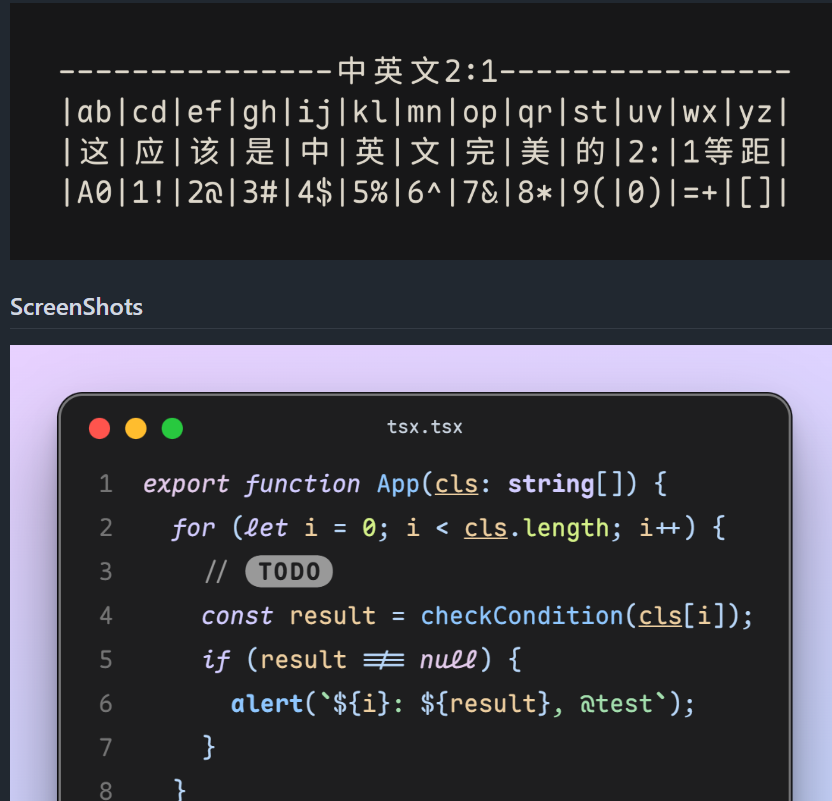 ---------------中英文2:1----------------
|ab|cd|ef|gh|ij|kl|mn|op|qr|st|uv|wx|yz|
|这|应|该|是|中|英|文|完|美|的|2:|1等距|
|A0|1!|2@|3#|4$|5%|6^|7&|8*|9(|0)|=+|[]|
ScreenShots
tsx.tsx
1 export function App(cls: string[]) {
2   for (let i = 0; i < cls.length; i++) {
3     // TODO
4     const result = checkCondition(cls[i]);
5     if (result !== null) {
6       alert(`${i}: ${result}, @test`);
7     }
8   }